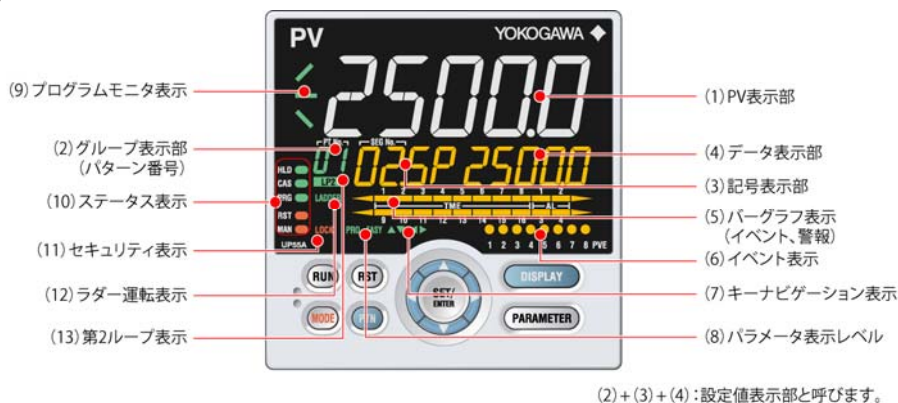 PV
YOKOGAWA
2500.0
(9) プログラムモニタ表示
(1) PV表示部
PT No.
SEG No.
(2) グループ表示部
(パターン番号)
01
02SP 2500.0
(4) データ表示部
(3) 記号表示部
HLD
CAS
LP2
PRG
LADDER
RST
MAN
LOCK
UP55A
(10) ステータス表示
1 2 3 4 5 6 7 8 1 2
TME
AL
9 10 11 12 13 14 15 16 3 4
(5) バーグラフ表示
(イベント、警報)
PRO EASY
1 2 3 4 5 6 7 8 PVE
(6) イベント表示
(11) セキュリティ表示
RUN
RST
SET/
ENTER
DISPLAY
(12) ラダー運転表示
(7) キーナビゲーション表示
MODE
PTN
PARAMETER
(13) 第2ループ表示
(8) パラメータ表示レベル
(2)+(3)+(4):設定値表示部と呼びます。